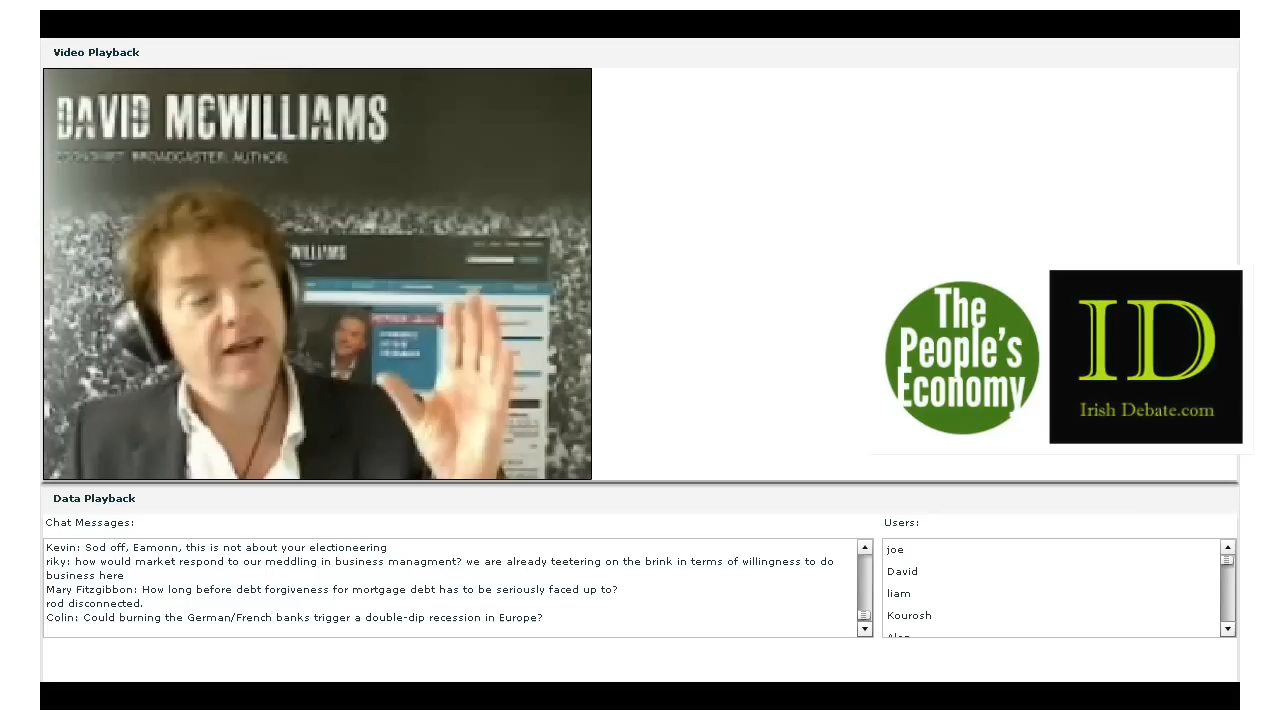 Video Playback
DAVID MCWILLIAMS
ECONOMIST. BROADCASTER. AUTHOR.
WILLIAMS
The
People's
Economy
ID
Irish Debate.com
Data Playback
Chat Messages:
Users:
Kevin: Sod off, Eamonn, this is not about your electioneering
riky: how would market respond to our meddling in business managment? we are already teetering on the brink in terms of willingness to do
business here
Mary Fitzgibbon: How long before debt forgiveness for mortgage debt has to be seriously faced up to?
rod disconnected.
Colin: Could burning the German/French banks trigger a double-dip recession in Europe?
joe
David
liam
Kourosh